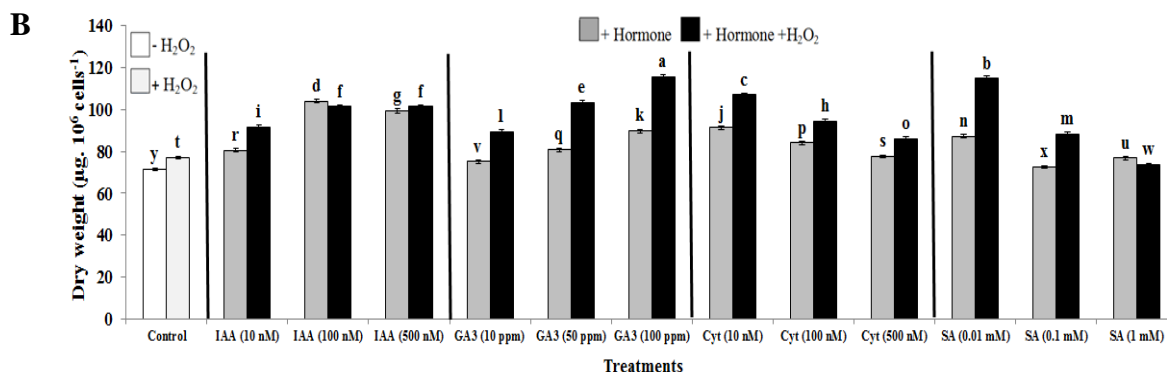 B
Dry weight (µg. 10⁶ cells⁻¹)
140
120
100
80
60
40
20
0
- H₂O₂
+ H₂O₂
+ Hormone
+ Hormone +H₂O₂
y t r i d f g f v l q e k a j c p h s o n b x m u w
Control IAA (10 nM) IAA (100 nM) IAA (500 nM) GA3 (10 ppm) GA3 (50 ppm) GA3 (100 ppm) Cyt (10 nM) Cyt (100 nM) Cyt (500 nM) SA (0.01 mM) SA (0.1 mM) SA (1 mM)
Treatments